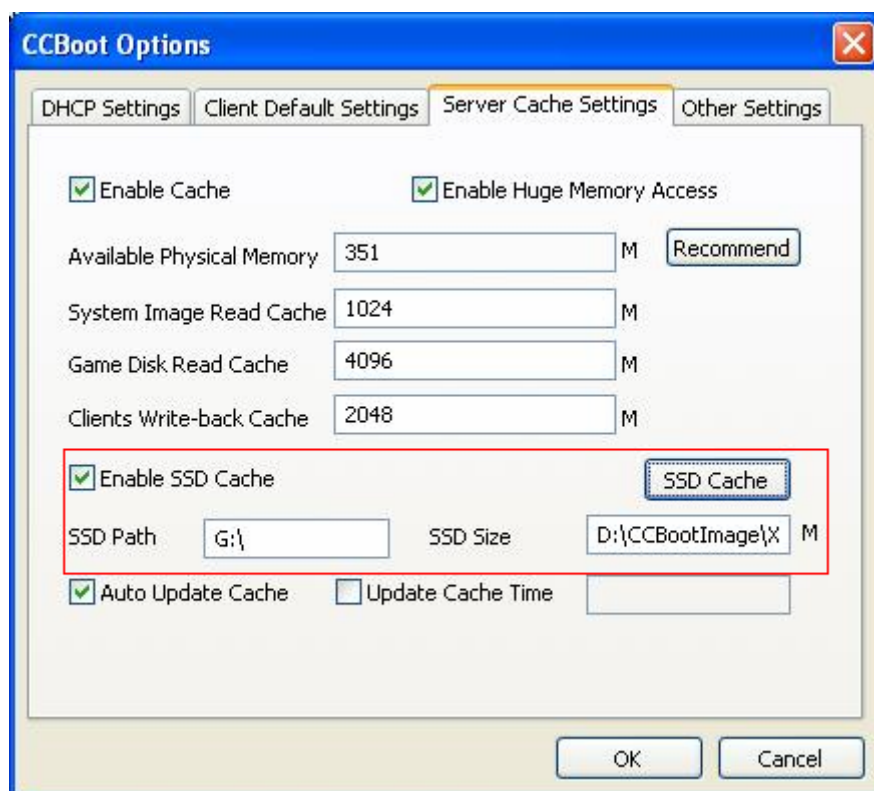 CCBoot Options
DHCP Settings Client Default Settings Server Cache Settings Other Settings
Enable Cache Enable Huge Memory Access
Available Physical Memory 351 M Recommend
System Image Read Cache 1024 M
Game Disk Read Cache 4096 M
Clients Write-back Cache 2048 M
Enable SSD Cache SSD Cache
SSD Path G:\ SSD Size D:\CCBootImage\X M
Auto Update Cache Update Cache Time
OK Cancel